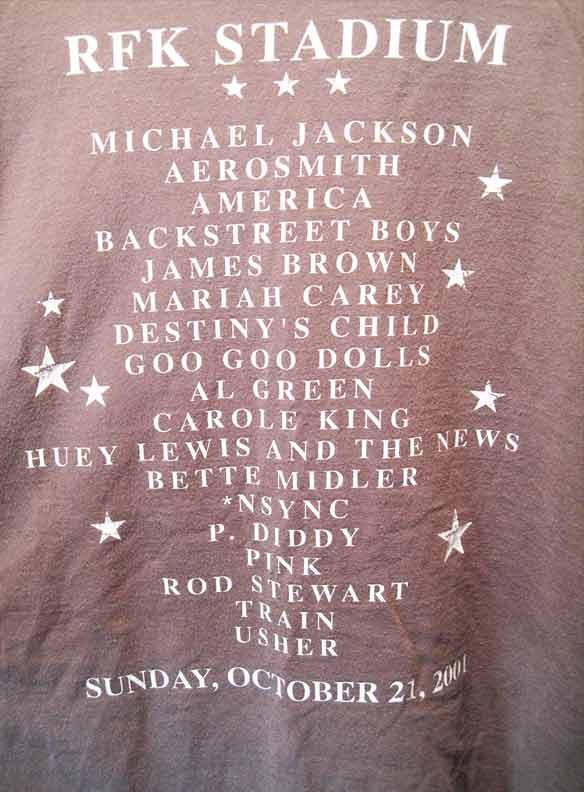 RFK STADIUM
MICHAEL JACKSON
AEROSMITH
AMERICA
BACKSTREET BOYS
JAMES BROWN
MARIAH CAREY
DESTINY'S CHILD
GOO GOO DOLLS
AL GREEN
CAROLE KING
HUEY LEWIS AND THE NEWS
BETTE MIDLER
*NSYNC
P. DIDDY
PINK
ROD STEWART
TRAIN
USHER
SUNDAY, OCTOBER 21, 2001